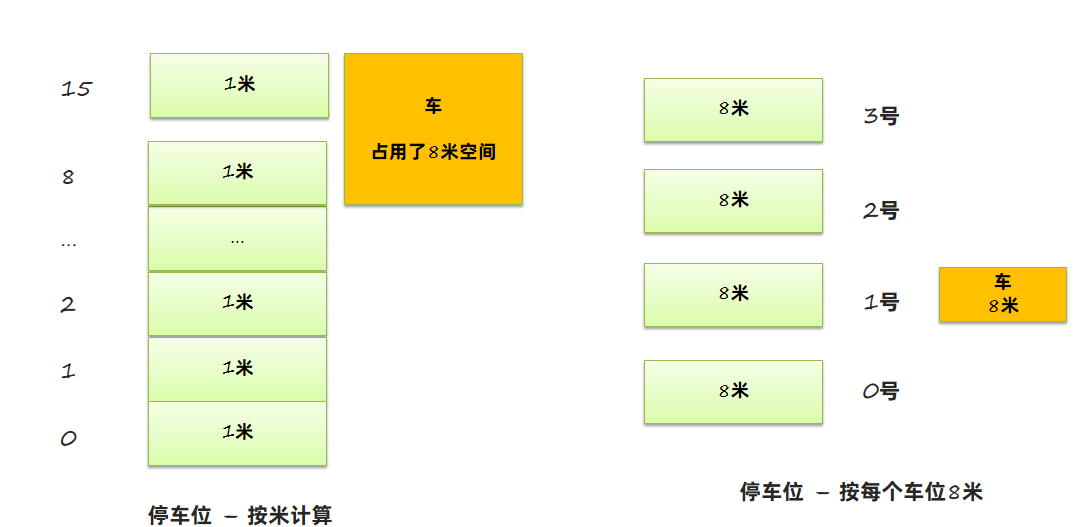 15
1米
车
占用了8米空间
8
1米
...
...
2
1米
1
1米
0
1米
停车位 - 按米计算
8米
3号
8米
2号
8米
1号
车
8米
8米
0号
停车位 - 按每个车位8米